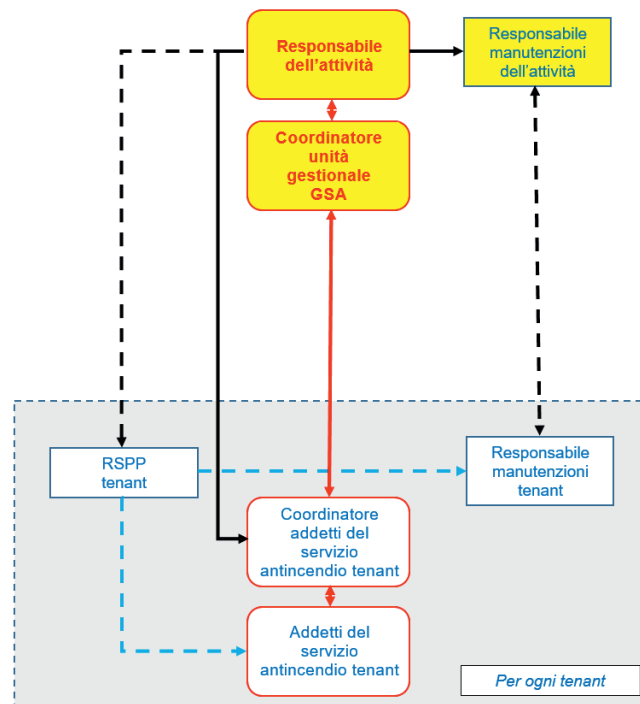 Responsabile
dell'attività
Responsabile
manutenzioni
dell'attività
Coordinatore
unità
gestionale
GSA
RSPP
tenant
Responsabile
manutenzioni
tenant
Coordinatore
addetti del
servizio
antincendio tenant
Addetti del
servizio
antincendio tenant
Per ogni tenant